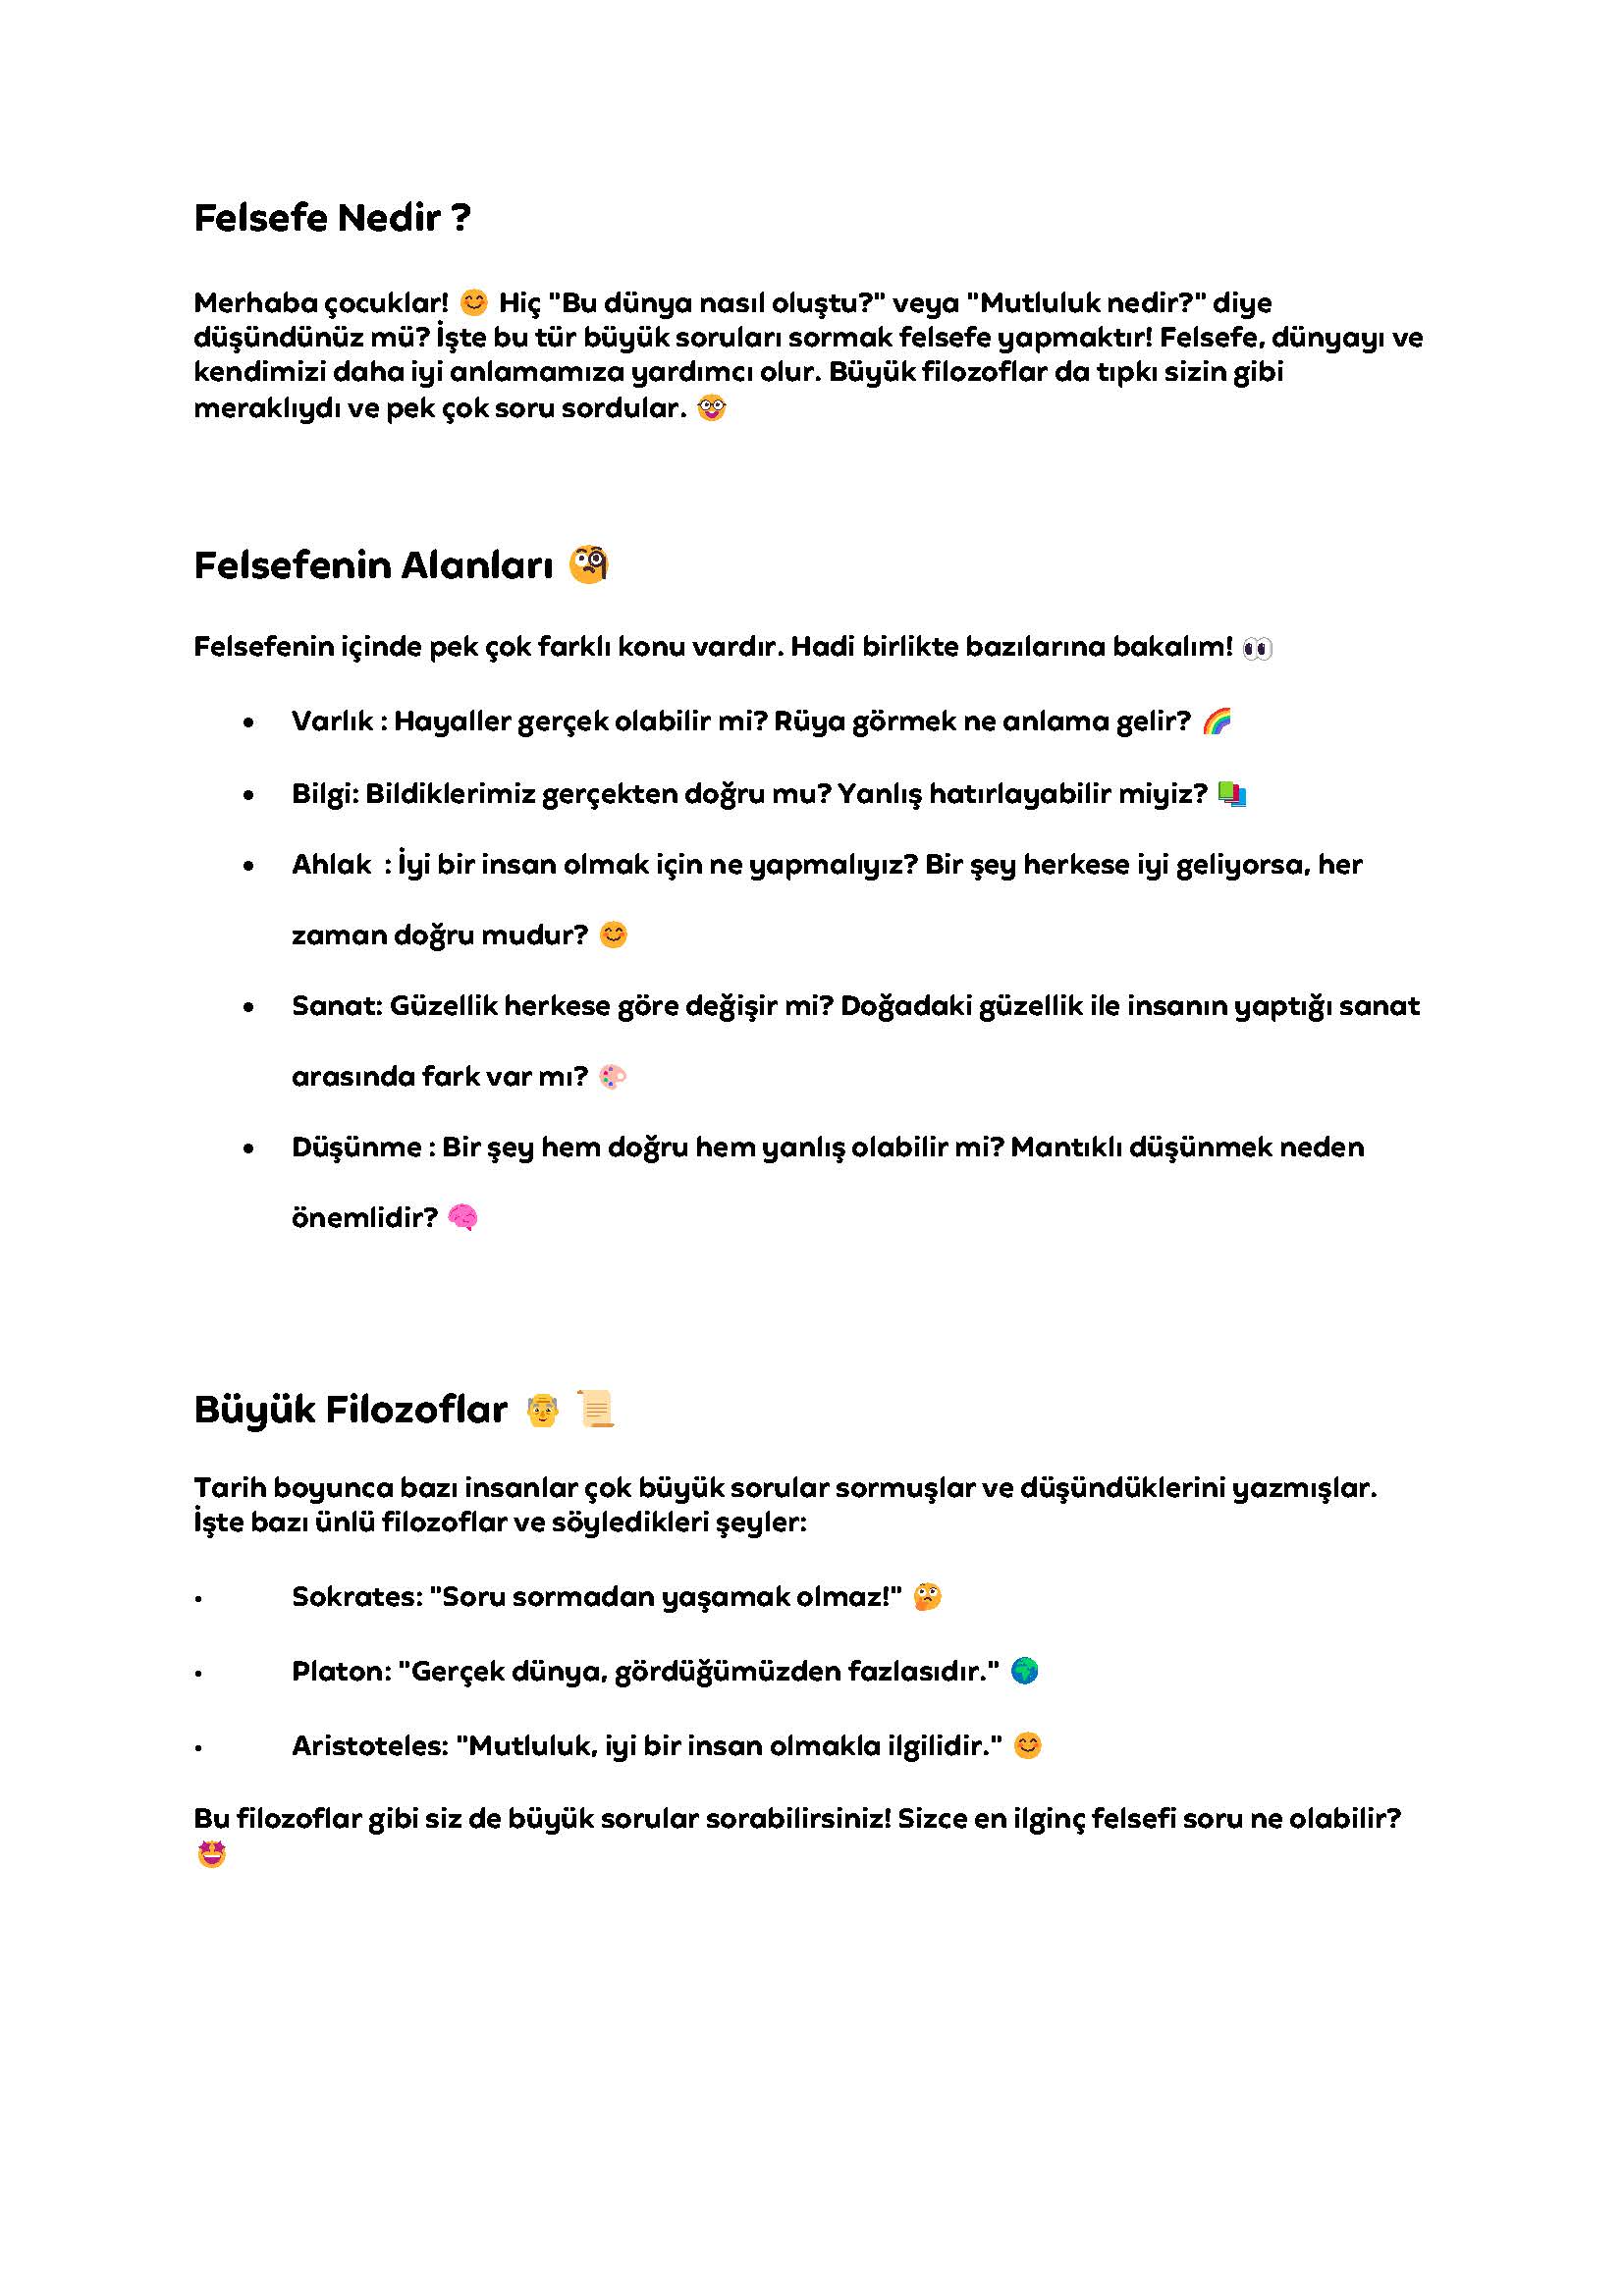 Felsefe Nedir ?
Merhaba çocuklar! 😊 Hiç "Bu dünya nasıl oluştu?" veya "Mutluluk nedir?" diye
düşündünüz mü? İşte bu tür büyük soruları sormak felsefe yapmaktır! Felsefe, dünyayı ve
kendimizi daha iyi anlamamıza yardımcı olur. Büyük filozoflar da tıpkı sizin gibi
meraklıydı ve pek çok soru sordular. 🤓
Felsefenin Alanları 🧐
Felsefenin içinde pek çok farklı konu vardır. Hadi birlikte bazılarına bakalım! 👀
• Varlık : Hayaller gerçek olabilir mi? Rüya görmek ne anlama gelir? 🌈
• Bilgi: Bildiklerimiz gerçekten doğru mu? Yanlış hatırlayabilir miyiz? 📚
• Ahlak : İyi bir insan olmak için ne yapmalıyız? Bir şey herkese iyi geliyorsa, her
zaman doğru mudur? 😊
• Sanat: Güzellik herkese göre değişir mi? Doğadaki güzellik ile insanın yaptığı sanat
arasında fark var mı? 🎨
• Düşünme : Bir şey hem doğru hem yanlış olabilir mi? Mantıklı düşünmek neden
önemlidir? 🧠
Büyük Filozoflar 👴 📜
Tarih boyunca bazı insanlar çok büyük sorular sormuşlar ve düşündüklerini yazmışlar.
İşte bazı ünlü filozoflar ve söyledikleri şeyler:
• Sokrates: "Soru sormadan yaşamak olmaz!" 🤔
• Platon: "Gerçek dünya, gördüğümüzden fazlasıdır." 🌍
• Aristoteles: "Mutluluk, iyi bir insan olmakla ilgilidir." 😊
Bu filozoflar gibi siz de büyük sorular sorabilirsiniz! Sizce en ilginç felsefi soru ne olabilir?
🤩